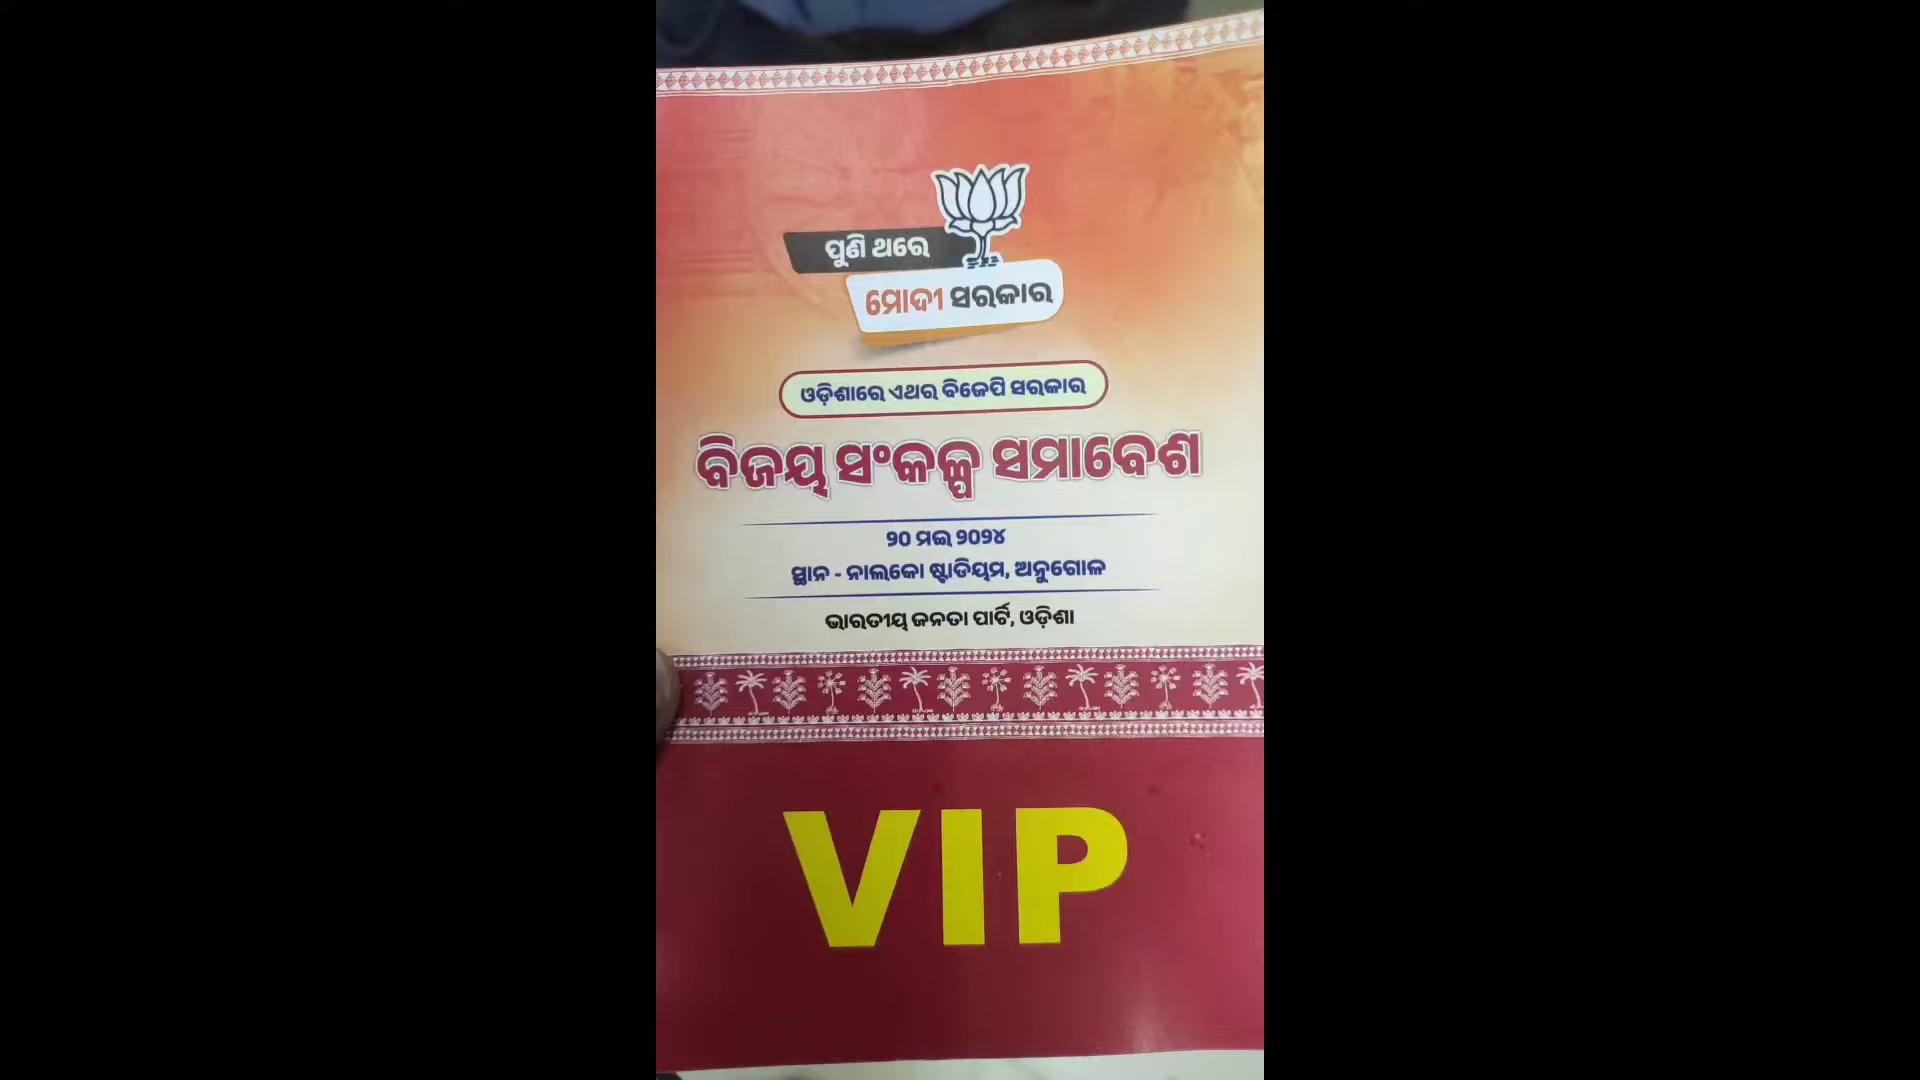 ପୁଣି ଥରେ
ମୋଦୀ ସରକାର
ଓଡ଼ିଶାରେ ଏଥର ବିଜେପି ସରକାର
ବିଜୟ ସଂକଳ୍ପ ସମାବେଶ
୨୦ ମଇ ୨୦୨୪
ସ୍ଥାନ - ନାଲକୋ ଷ୍ଟାଡିୟମ, ଅନୁଗୋଳ
ଭାରତୀୟ ଜନତା ପାର୍ଟି, ଓଡ଼ିଶା
VIP